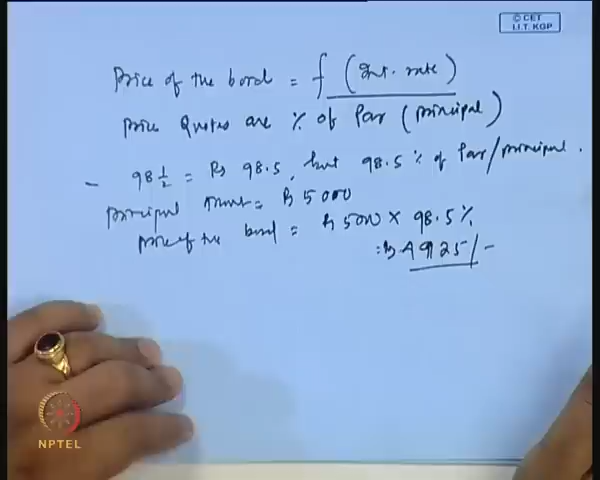 © CET
I.I.T. KGP
Price of the bond = f (Int. rate)
Price Quotes are % of Par (principal)
- 98 1/2 = Rs 98.5, but 98.5% of Par/principal.
principal = Rs 5000
price of the bond = Rs 5000 × 98.5%
: Rs 4925/-
NPTEL